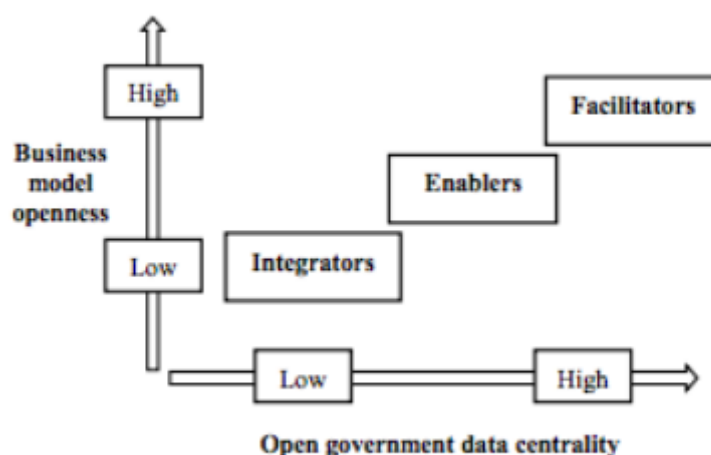 High
Facilitators
Business
model
openness
Enablers
Low
Integrators
Low
High
Open government data centrality